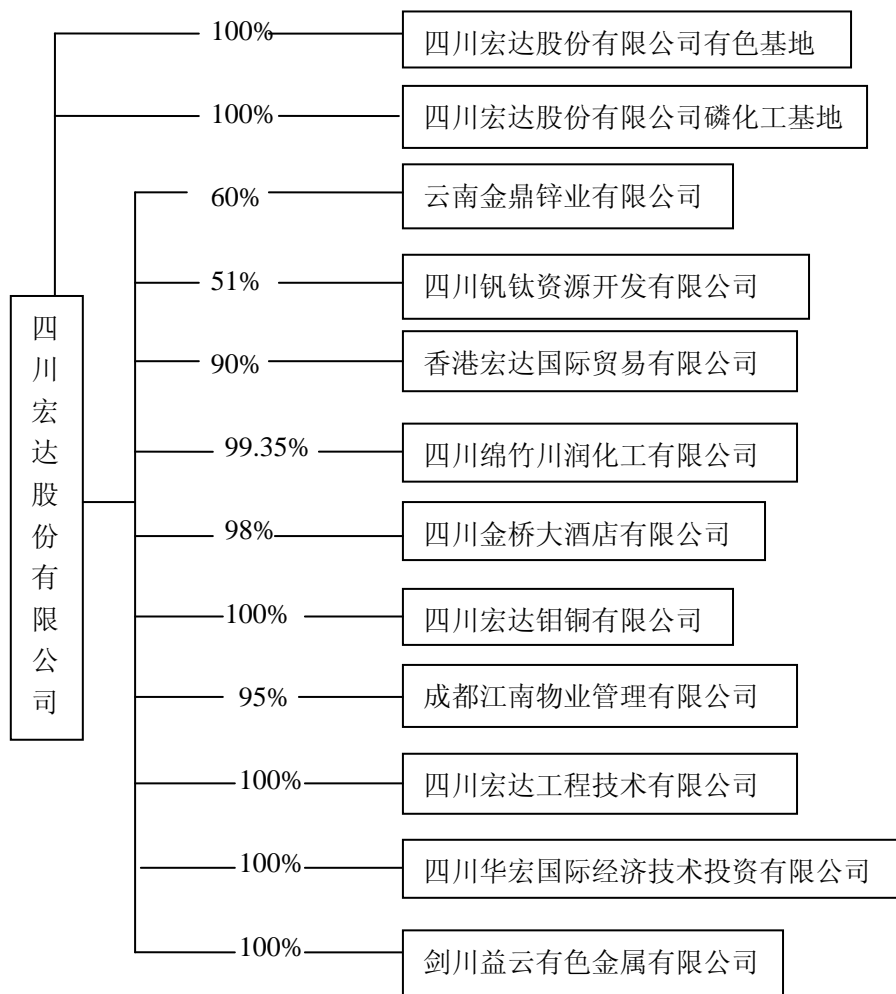 100%
四川宏达股份有限公司有色基地
100%
四川宏达股份有限公司磷化工基地
60%
云南金鼎锌业有限公司
51%
四川钒钛资源开发有限公司
90%
香港宏达国际贸易有限公司
四川宏达股份有限公司
99.35%
四川绵竹川润化工有限公司
98%
四川金桥大酒店有限公司
100%
四川宏达钼铜有限公司
95%
成都江南物业管理有限公司
100%
四川宏达工程技术有限公司
100%
四川华宏国际经济技术投资有限公司
100%
剑川益云有色金属有限公司